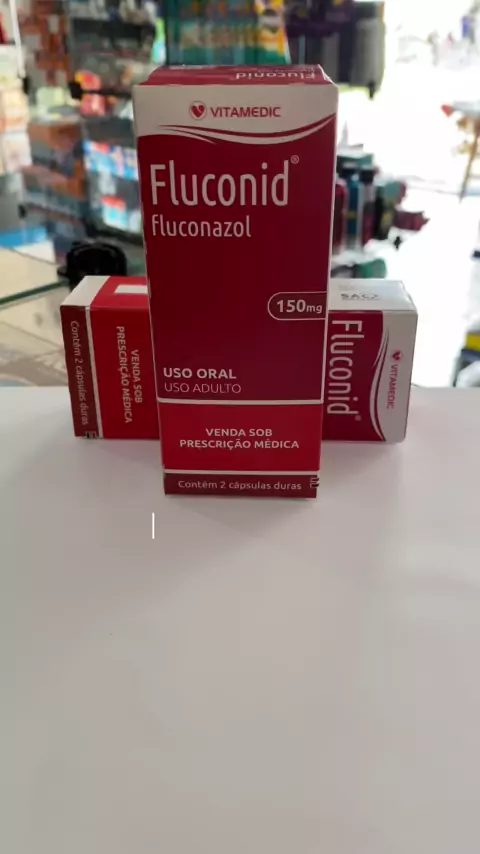 Fluconid
VITAMEDIC
Fluconid®
fluconazol
150mg
USO ORAL
USO ADULTO
VENDA SOB
PRESCRIÇÃO MÉDICA
Contém 2 cápsulas duras
VENDA SOB
PRESCRIÇÃO MÉDICA
Contém 2 cápsulas duras
VITAMEDIC
Fluconid®